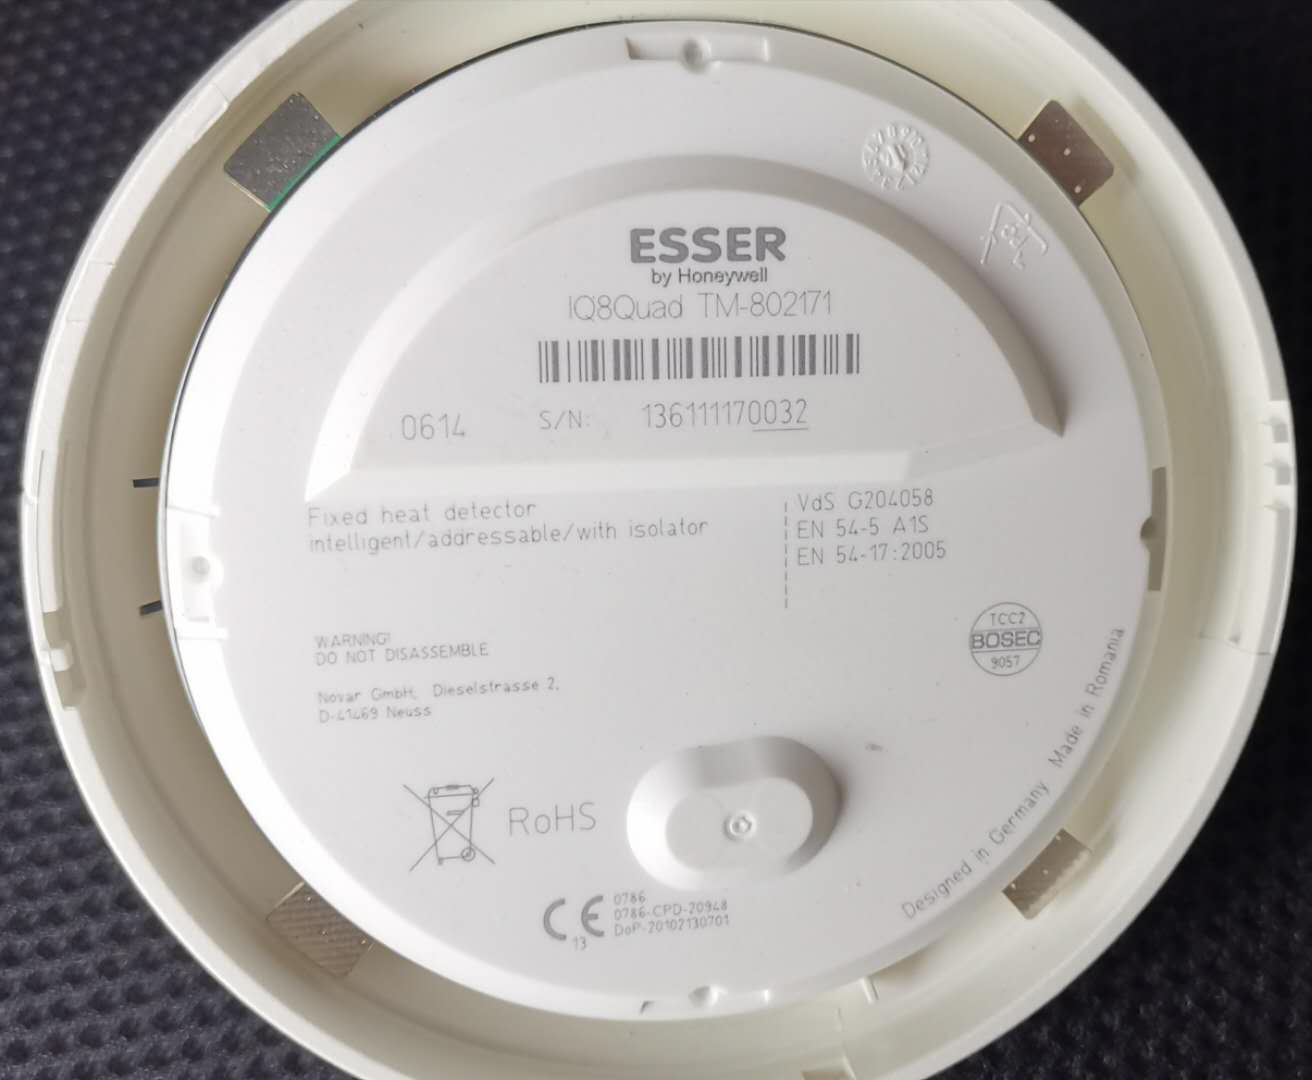 ESSER
by Honeywell
IQ8Quad TM-802171
0614 S/N: 136111170032
Fixed heat detector
intelligent/addressable/with isolator
VdS G204058
EN 54-5 A1S
EN 54-17:2005
WARNING!
DO NOT DISASSEMBLE
Novar GmbH, Dieselstrasse 2,
D-41469 Neuss
TCC2
BOSEC
9057
RoHS
CE
13
0786
0786-CPD-20948
DoP-20102130701
Designed in Germany Made in Romania